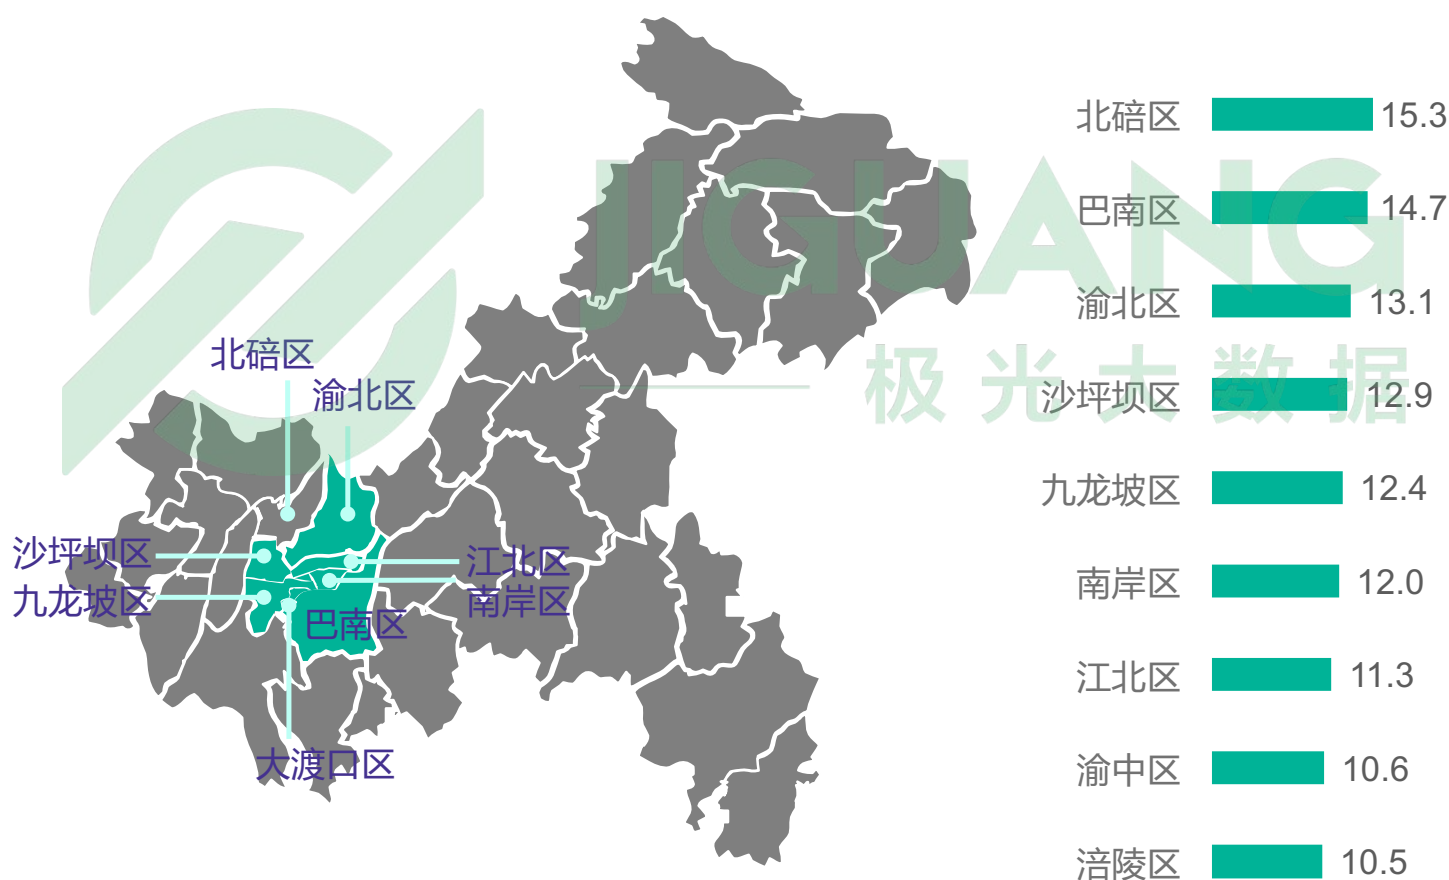 JIGUANG
极光大数据
北碚区
渝北区
沙坪坝区
九龙坡区
江北区
南岸区
巴南区
大渡口区
北碚区 15.3
巴南区 14.7
渝北区 13.1
沙坪坝区 12.9
九龙坡区 12.4
南岸区 12.0
江北区 11.3
渝中区 10.6
涪陵区 10.5